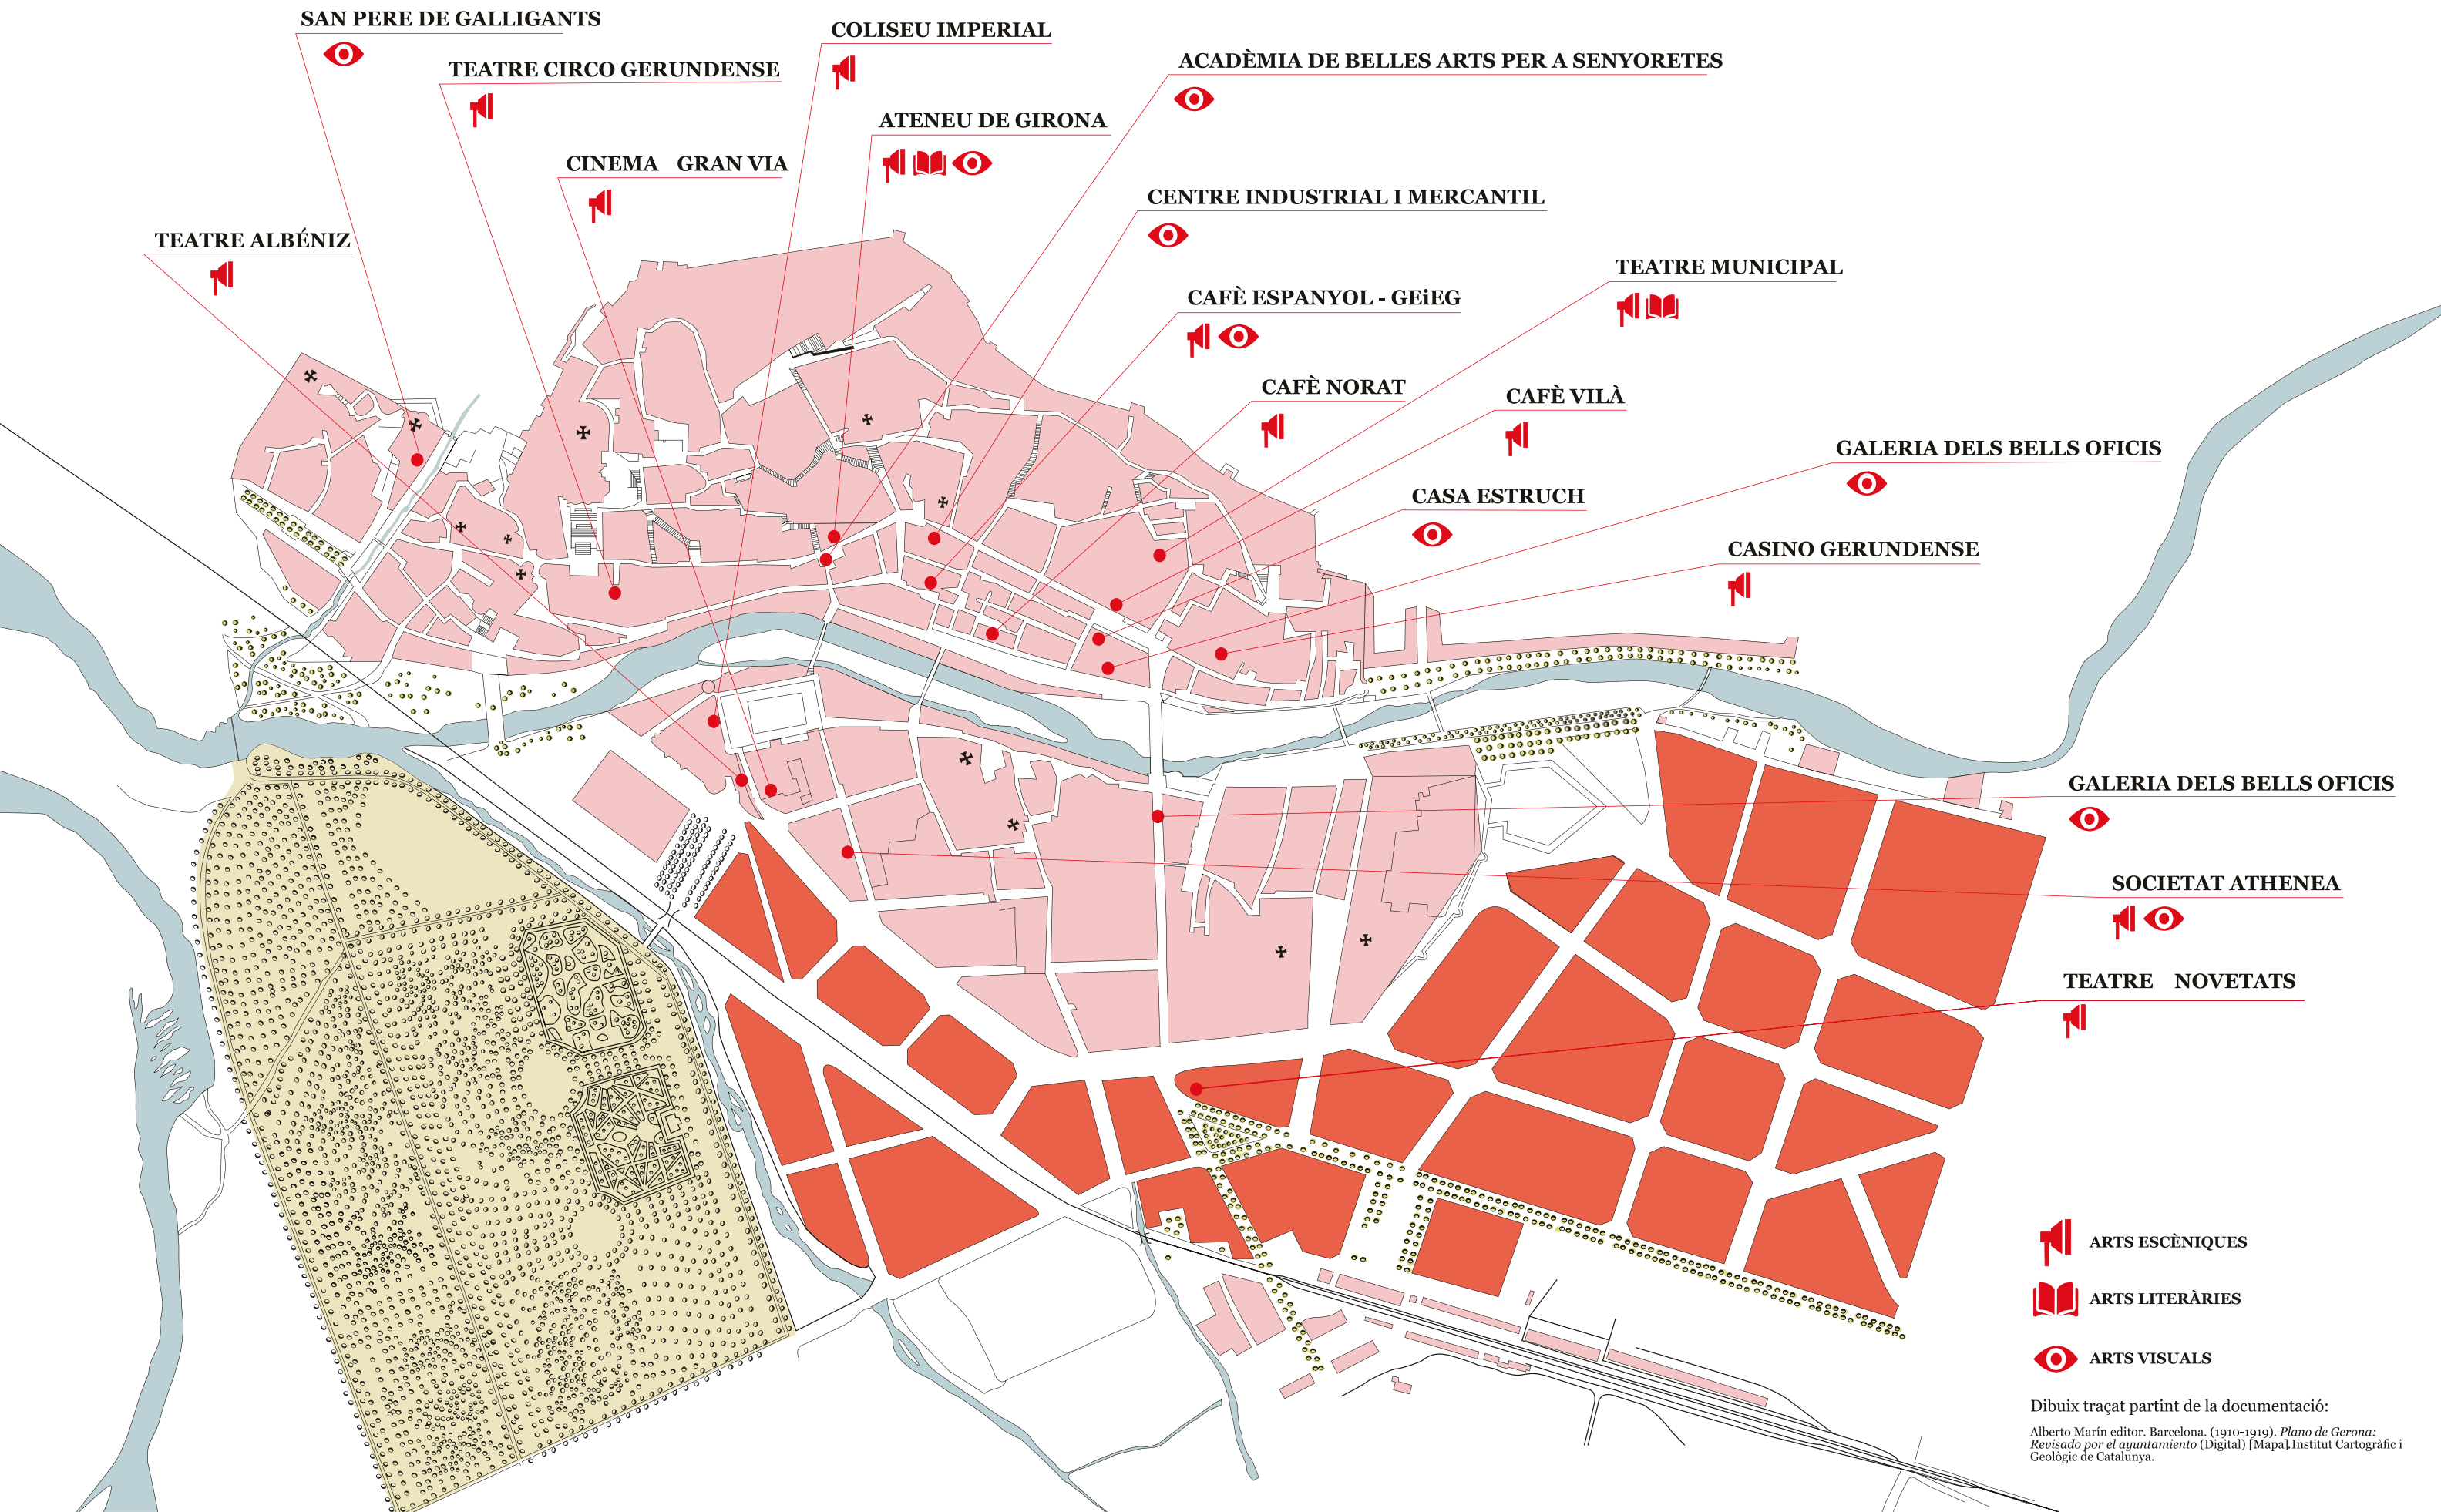 SAN PERE DE GALLIGANTS
COLISEU IMPERIAL
TEATRE CIRCO GERUNDENSE
ACADÈMIA DE BELLES ARTS PER A SENYORETES
ATENEU DE GIRONA
CINEMA GRAN VIA
CENTRE INDUSTRIAL I MERCANTIL
TEATRE ALBÉNIZ
TEATRE MUNICIPAL
CAFÈ ESPANYOL - GEiEG
CAFÈ NORAT
CAFÈ VILÀ
GALERIA DELS BELLS OFICIS
CASA ESTRUCH
CASINO GERUNDENSE
GALERIA DELS BELLS OFICIS
SOCIETAT ATHENEA
TEATRE NOVETATS
ARTS ESCÈNIQUES
ARTS LITERÀRIES
ARTS VISUALS
Dibuix traçat partint de la documentació:
Alberto Marín editor. Barcelona. (1910-1919). Plano de Gerona:
Revisado por el ayuntamiento (Digital) [Mapa].Institut Cartogràfic i
Geològic de Catalunya.